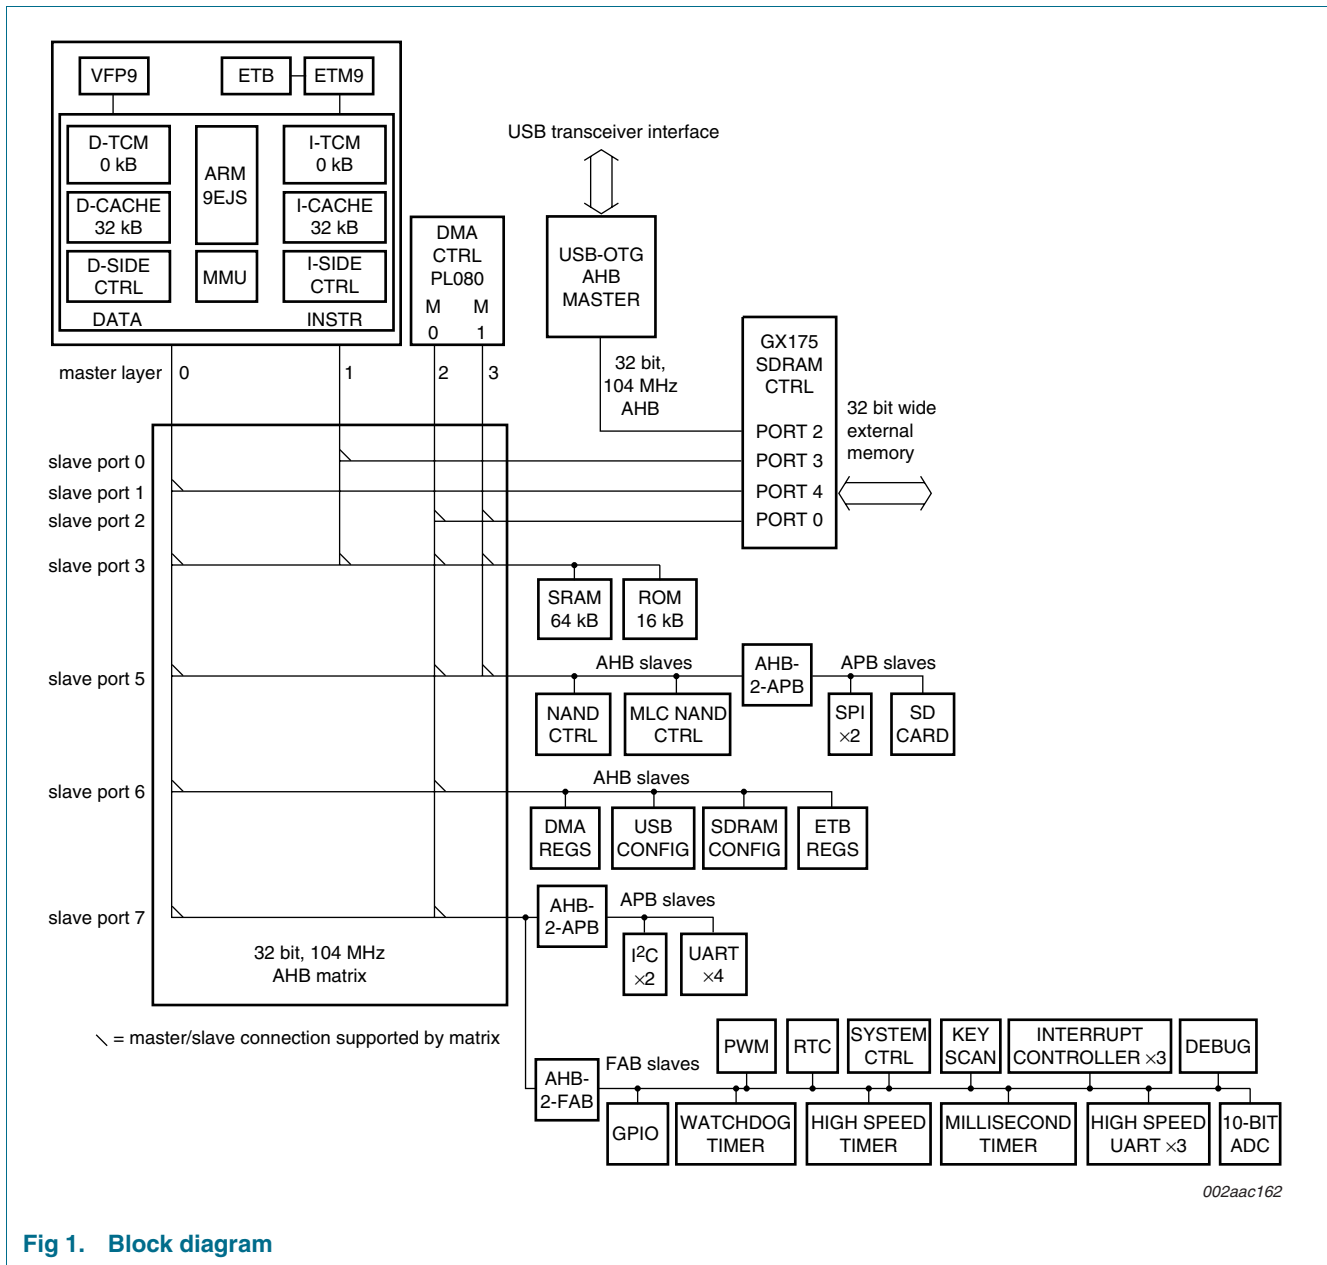 VFP9
ETB
ETM9
D-TCM
0 kB
ARM
9EJS
I-TCM
0 kB
D-CACHE
32 kB
I-CACHE
32 kB
D-SIDE
CTRL
MMU
I-SIDE
CTRL
DATA
INSTR
DMA
CTRL
PL080
M
0
M
1
USB transceiver interface
USB-OTG
AHB
MASTER
32 bit,
104 MHz
AHB
GX175
SDRAM
CTRL
PORT 2
PORT 3
PORT 4
PORT 0
32 bit wide
external
memory
master layer
0
1
2
3
slave port 0
slave port 1
slave port 2
slave port 3
SRAM
64 kB
ROM
16 kB
slave port 5
AHB slaves
NAND
CTRL
MLC NAND
CTRL
AHB-
2-APB
APB slaves
SPI
×2
SD
CARD
slave port 6
AHB slaves
DMA
REGS
USB
CONFIG
SDRAM
CONFIG
ETB
REGS
slave port 7
AHB-
2-APB
APB slaves
I²C
×2
UART
×4
32 bit, 104 MHz
AHB matrix
= master/slave connection supported by matrix
AHB-
2-FAB
FAB slaves
PWM
RTC
SYSTEM
CTRL
KEY
SCAN
INTERRUPT
CONTROLLER ×3
DEBUG
GPIO
WATCHDOG
TIMER
HIGH SPEED
TIMER
MILLISECOND
TIMER
HIGH SPEED
UART ×3
10-BIT
ADC
002aac162
Fig 1. Block diagram